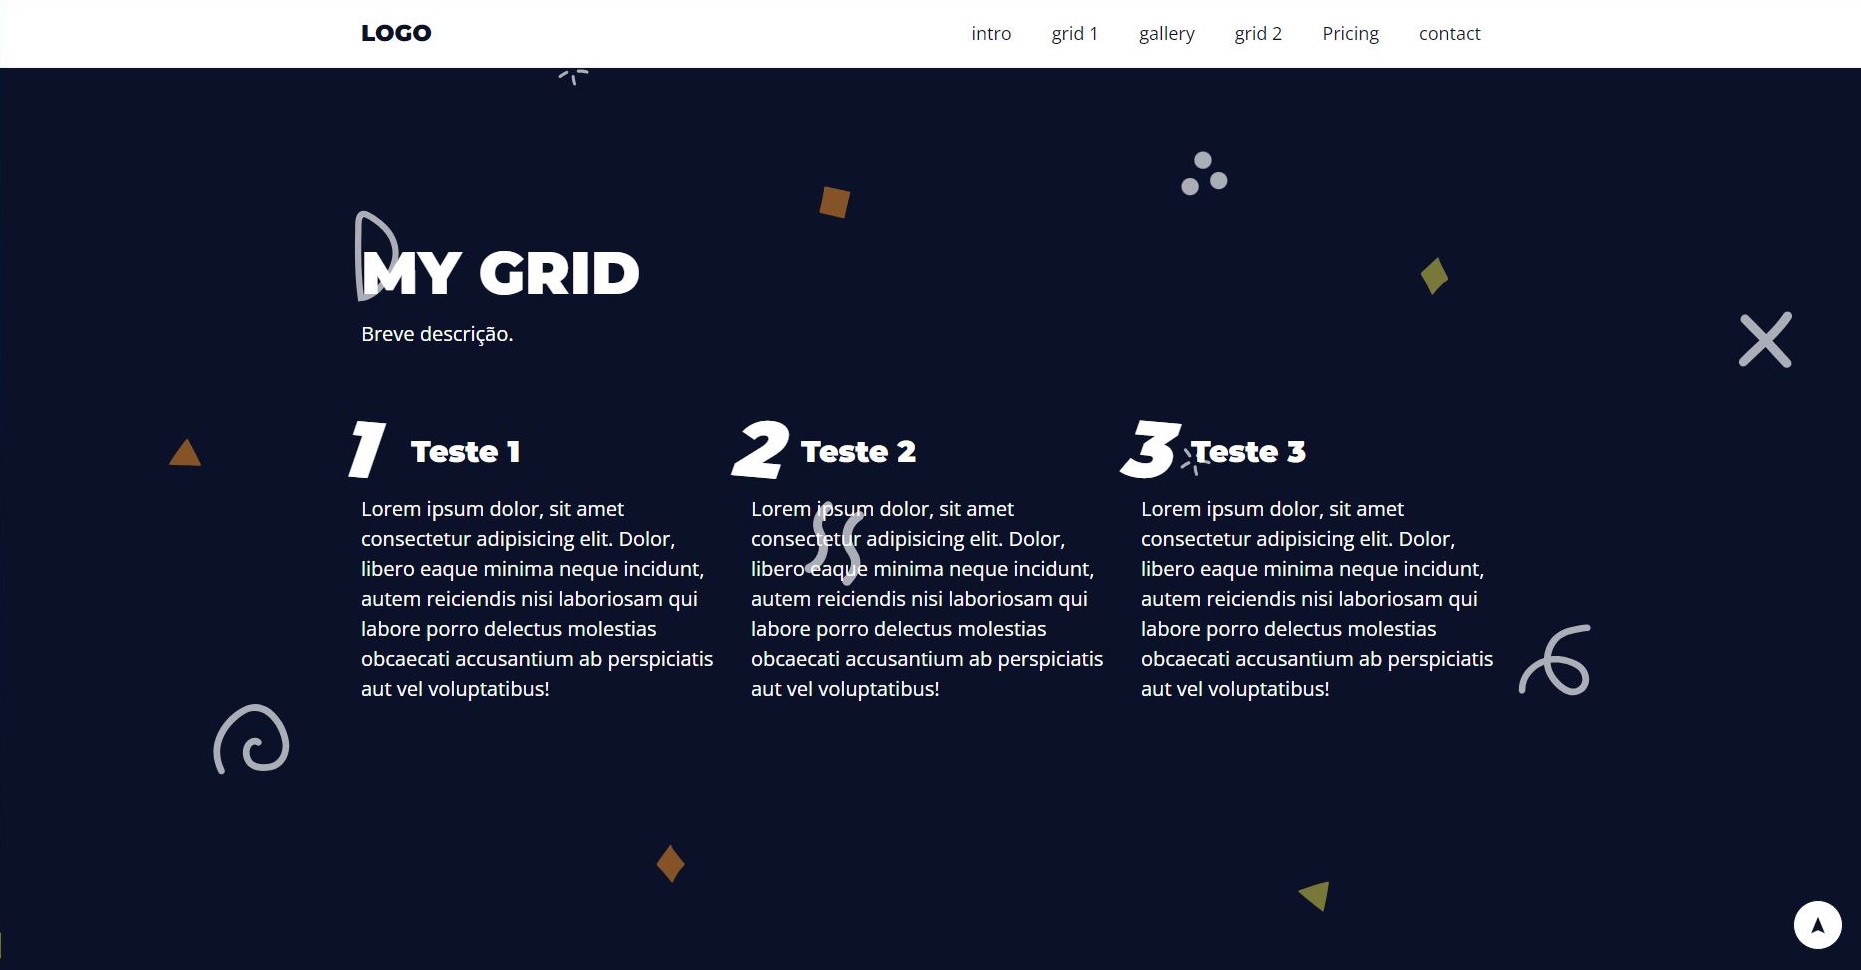 LOGO
intro grid 1 gallery grid 2 Pricing contact
MY GRID
Breve descrição.
1 Teste 1
Lorem ipsum dolor, sit amet
consectetur adipisicing elit. Dolor,
libero eaque minima neque incidunt,
autem reiciendis nisi laboriosam qui
labore porro delectus molestias
obcaecati accusantium ab perspiciatis
aut vel voluptatibus!
2 Teste 2
Lorem ipsum dolor, sit amet
consectetur adipisicing elit. Dolor,
libero eaque minima neque incidunt,
autem reiciendis nisi laboriosam qui
labore porro delectus molestias
obcaecati accusantium ab perspiciatis
aut vel voluptatibus!
3 Teste 3
Lorem ipsum dolor, sit amet
consectetur adipisicing elit. Dolor,
libero eaque minima neque incidunt,
autem reiciendis nisi laboriosam qui
labore porro delectus molestias
obcaecati accusantium ab perspiciatis
aut vel voluptatibus!